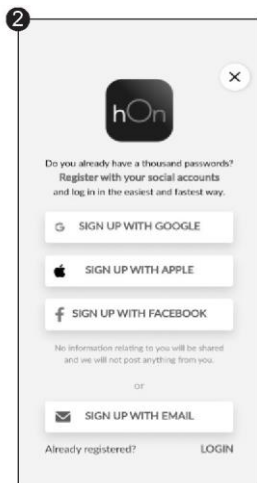 2
hOn
Do you already have a thousand passwords?
Register with your social accounts
and log in in the easiest and fastest way.
G SIGN UP WITH GOOGLE
SIGN UP WITH APPLE
f SIGN UP WITH FACEBOOK
No information relating to you will be shared
and we will not post anything from you.
or
SIGN UP WITH EMAIL
Already registered? LOGIN